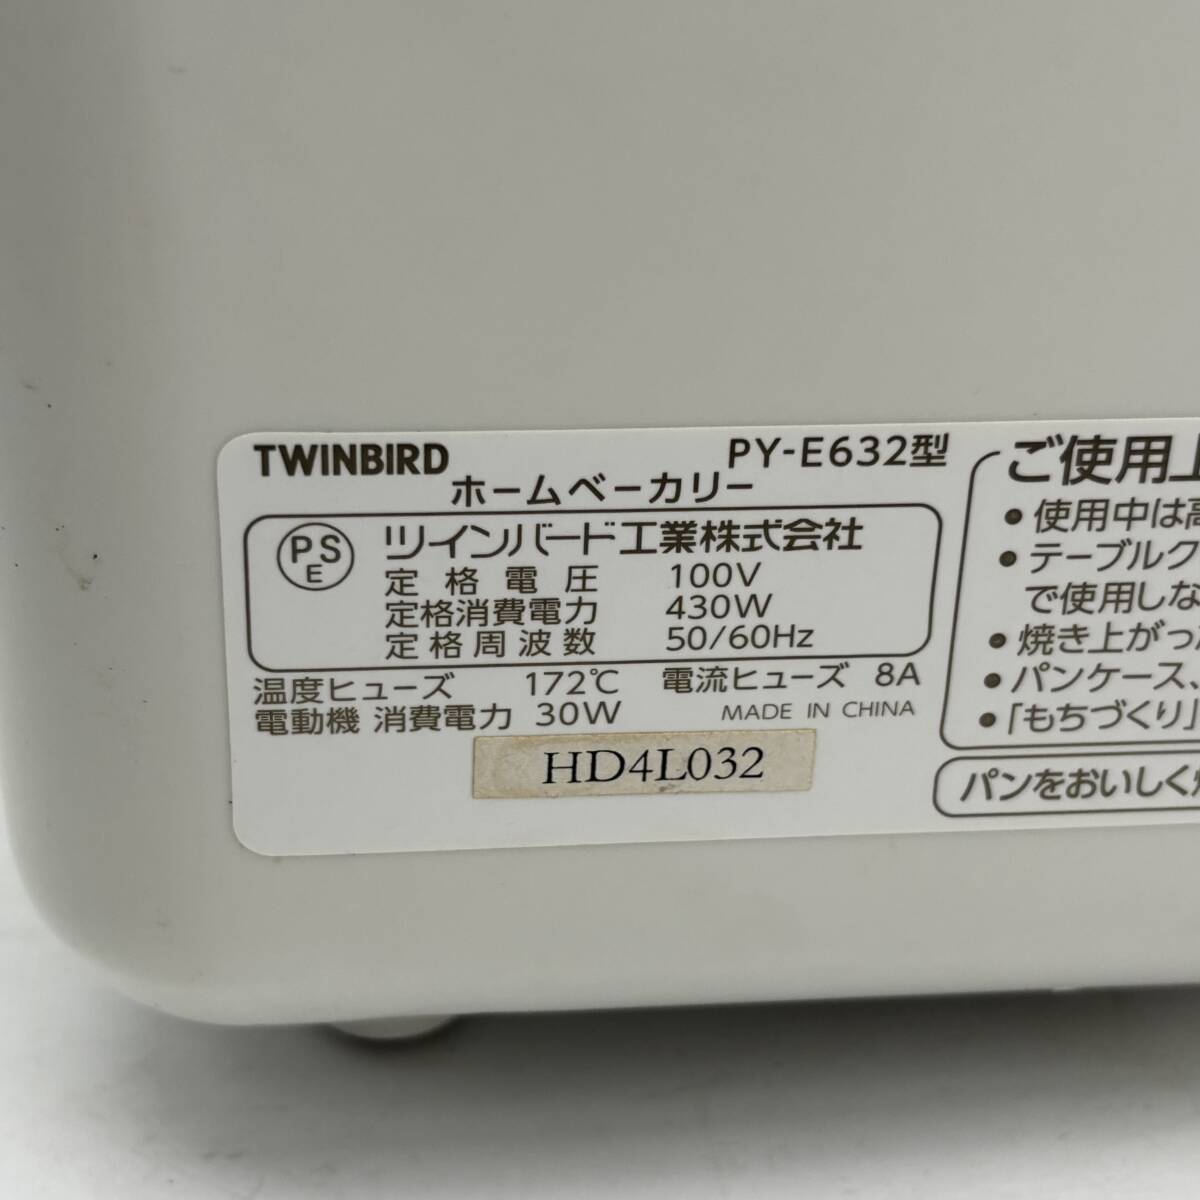 TWINBIRD PY-E632型
ホームベーカリー
PS
E
ツインバード工業株式会社
定格電圧 100V
定格消費電力 430W
定格周波数 50/60Hz
温度ヒューズ 172℃ 電流ヒューズ 8A
電動機 消費電力 30W MADE IN CHINA
HD4L032
ご使用上
• 使用中は高
• テーブルク
で使用しな
• 焼き上がっ
• パンケース、
• 「もちづくり」
パンをおいしく